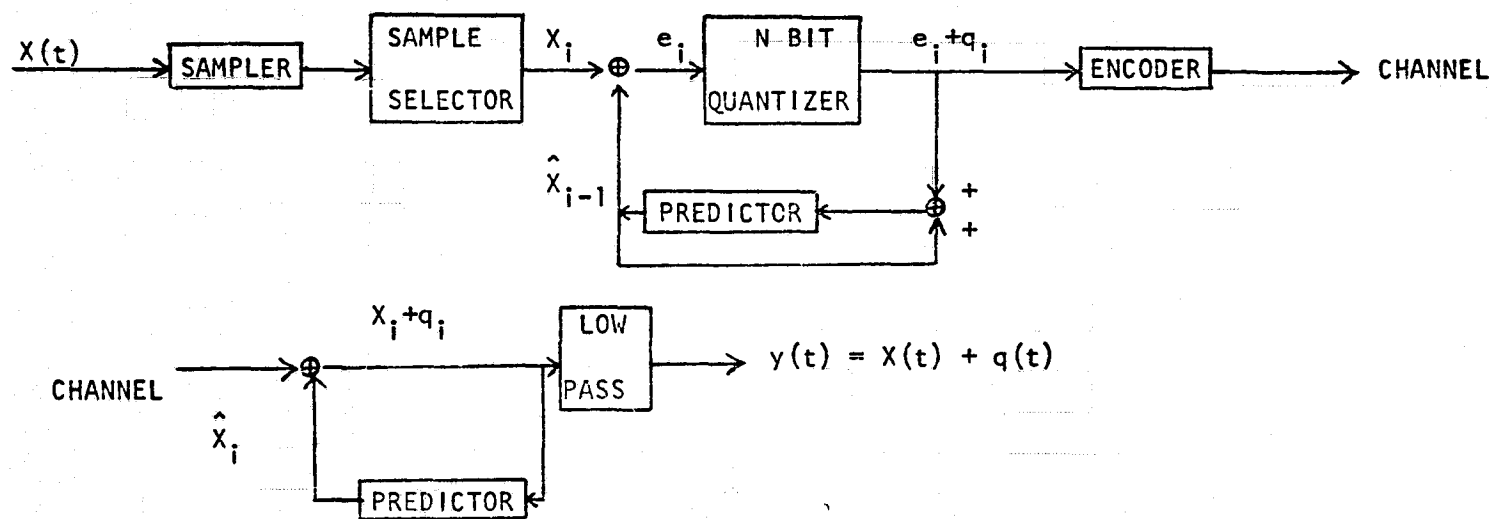 X(t)
SAMPLER
SAMPLE
SELECTOR
X_i
⊕
e_i
N BIT
QUANTIZER
e_i+q_i
ENCODER
CHANNEL
X̂_{i-1}
PREDICTOR
⊕
+
+
CHANNEL
X̂_i
⊕
X_i+q_i
PREDICTOR
LOW
PASS
y(t) = X(t) + q(t)